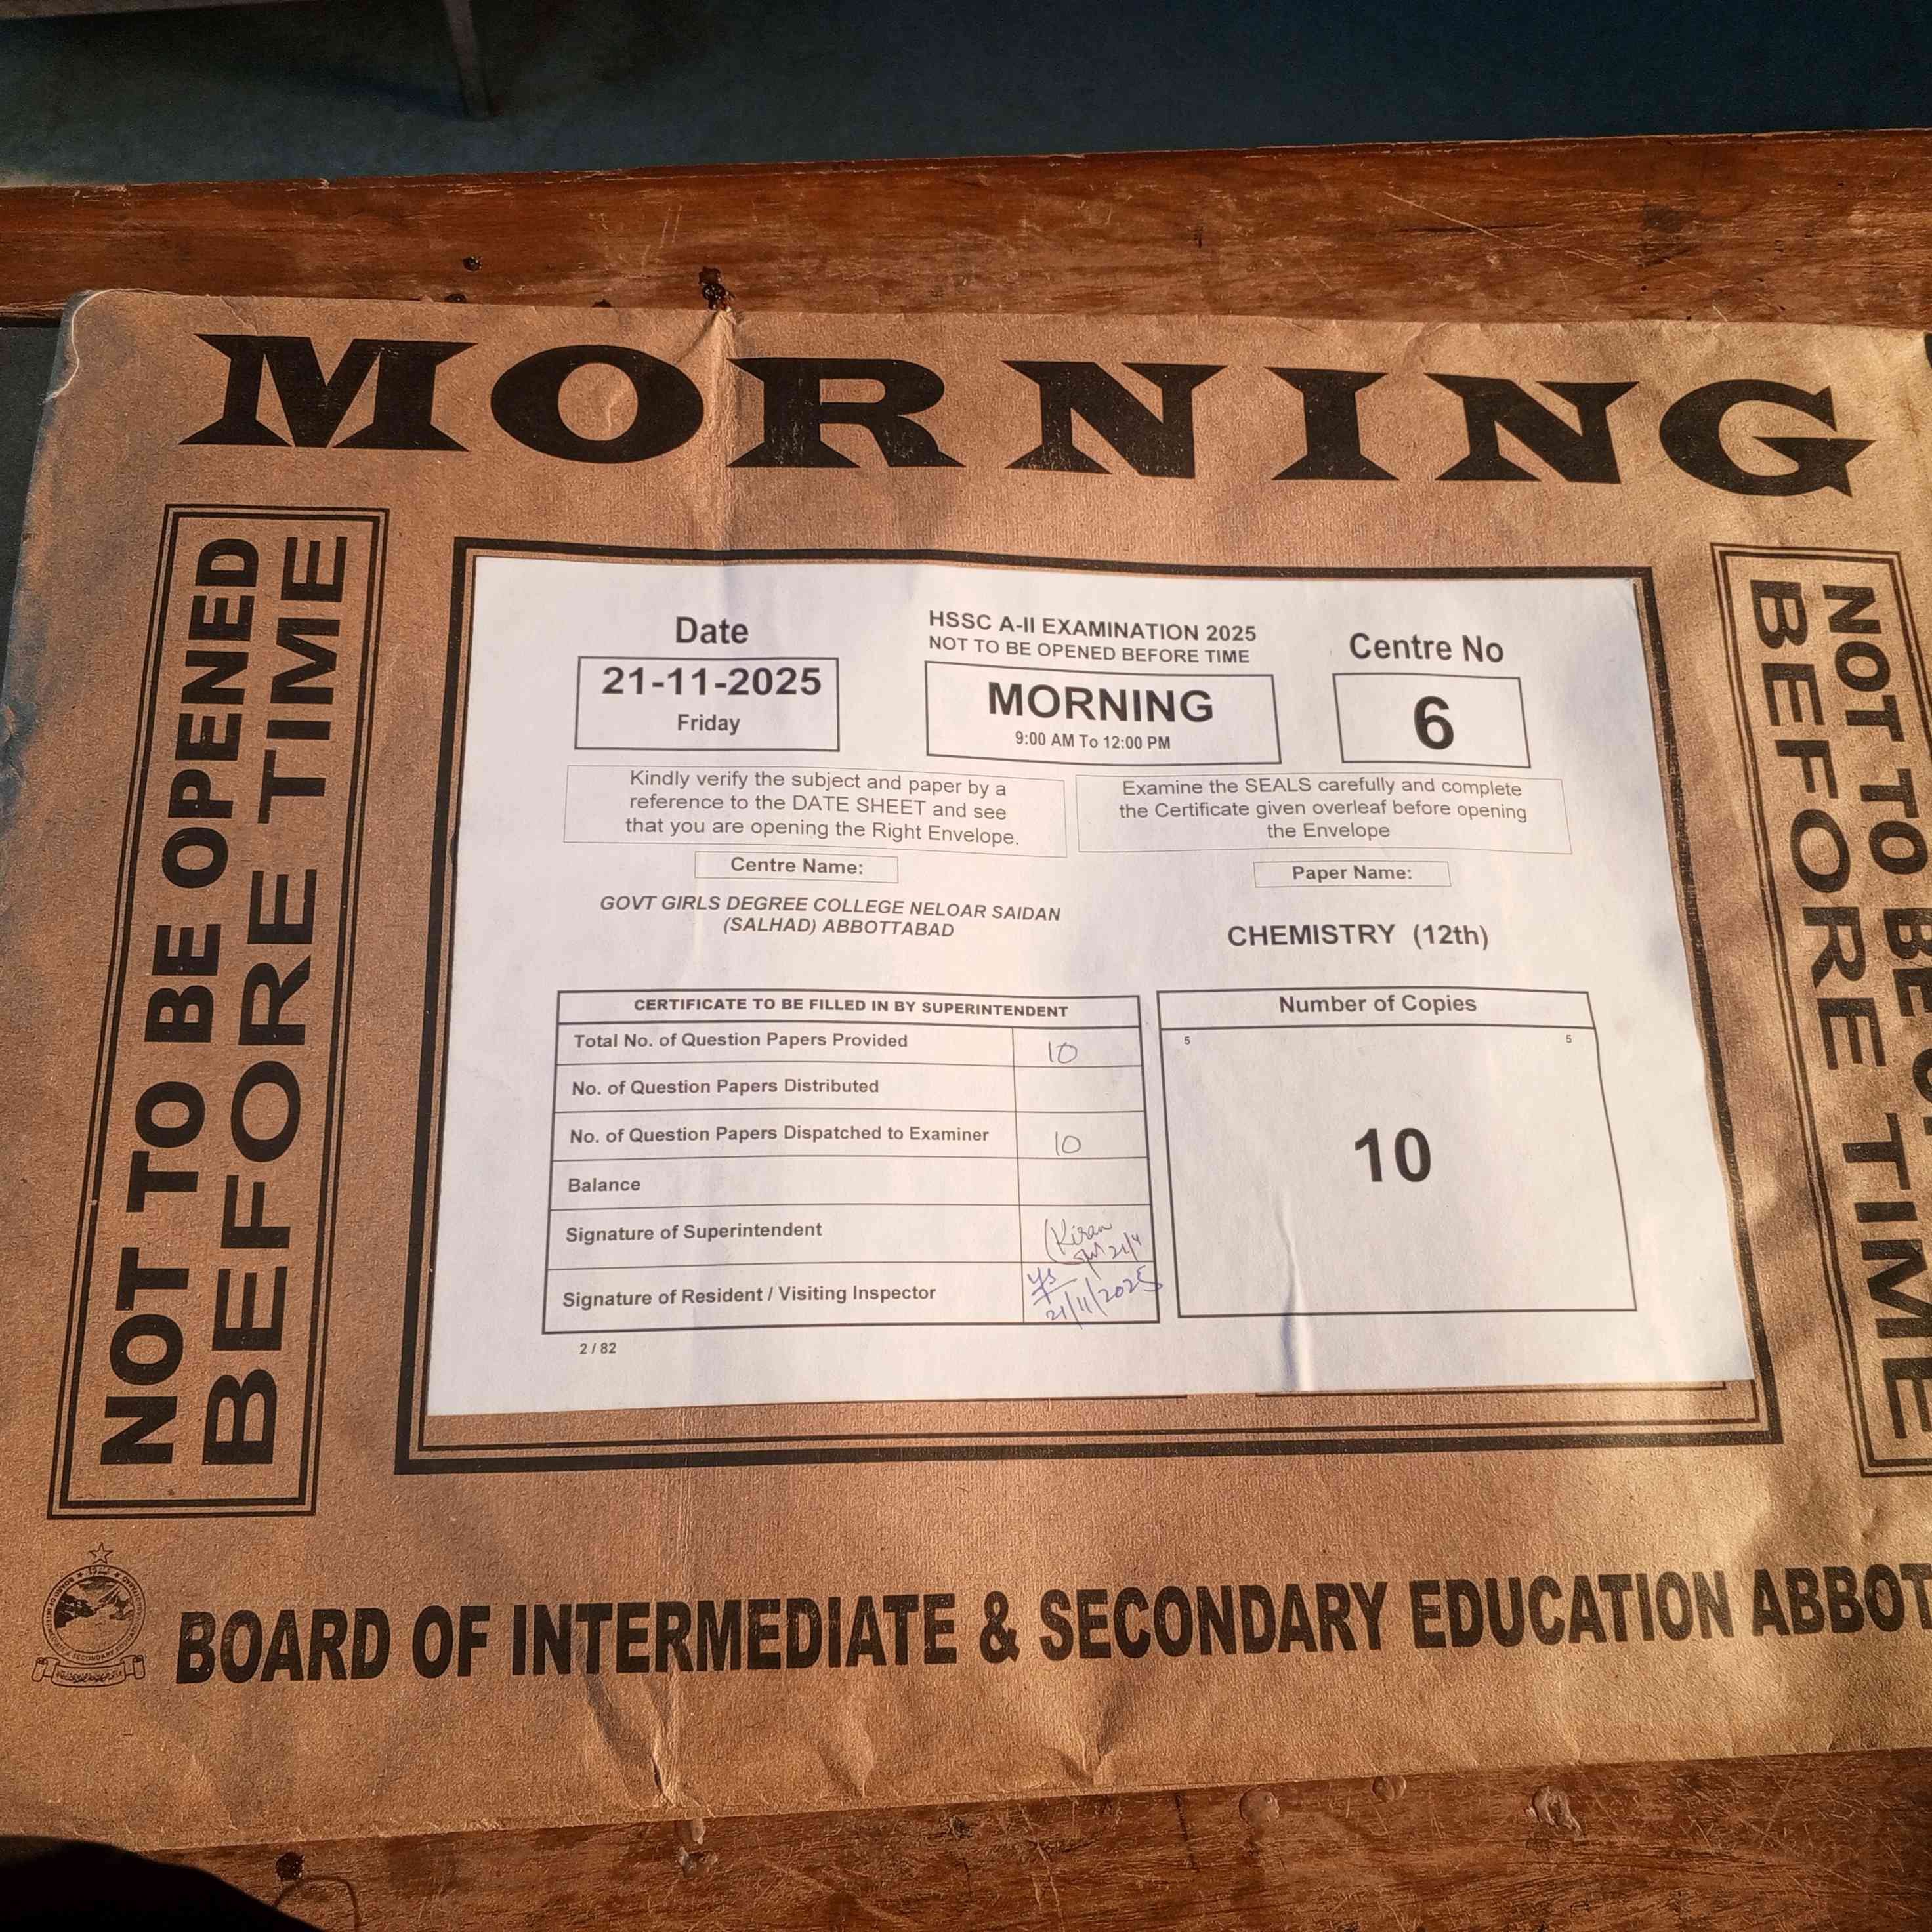 MORNING
NOT TO BE OPENED
BEFORE TIME
Date
21-11-2025
Friday
HSSC A-II EXAMINATION 2025
NOT TO BE OPENED BEFORE TIME
MORNING
9:00 AM To 12:00 PM
Centre No
6
Kindly verify the subject and paper by a
reference to the DATE SHEET and see
that you are opening the Right Envelope.
Examine the SEALS carefully and complete
the Certificate given overleaf before opening
the Envelope
Centre Name:
GOVT GIRLS DEGREE COLLEGE NELOAR SAIDAN
(SALHAD) ABBOTTABAD
Paper Name:
CHEMISTRY (12th)
CERTIFICATE TO BE FILLED IN BY SUPERINTENDENT
Total No. of Question Papers Provided 10
No. of Question Papers Distributed
No. of Question Papers Dispatched to Examiner 10
Balance
Signature of Superintendent Kiran
Signature of Resident / Visiting Inspector
21/11/2025
Number of Copies
5 5
10
2 / 82
NOT TO BE
BEFORE TIME
BOARD OF INTERMEDIATE & SECONDARY EDUCATION ABBOT